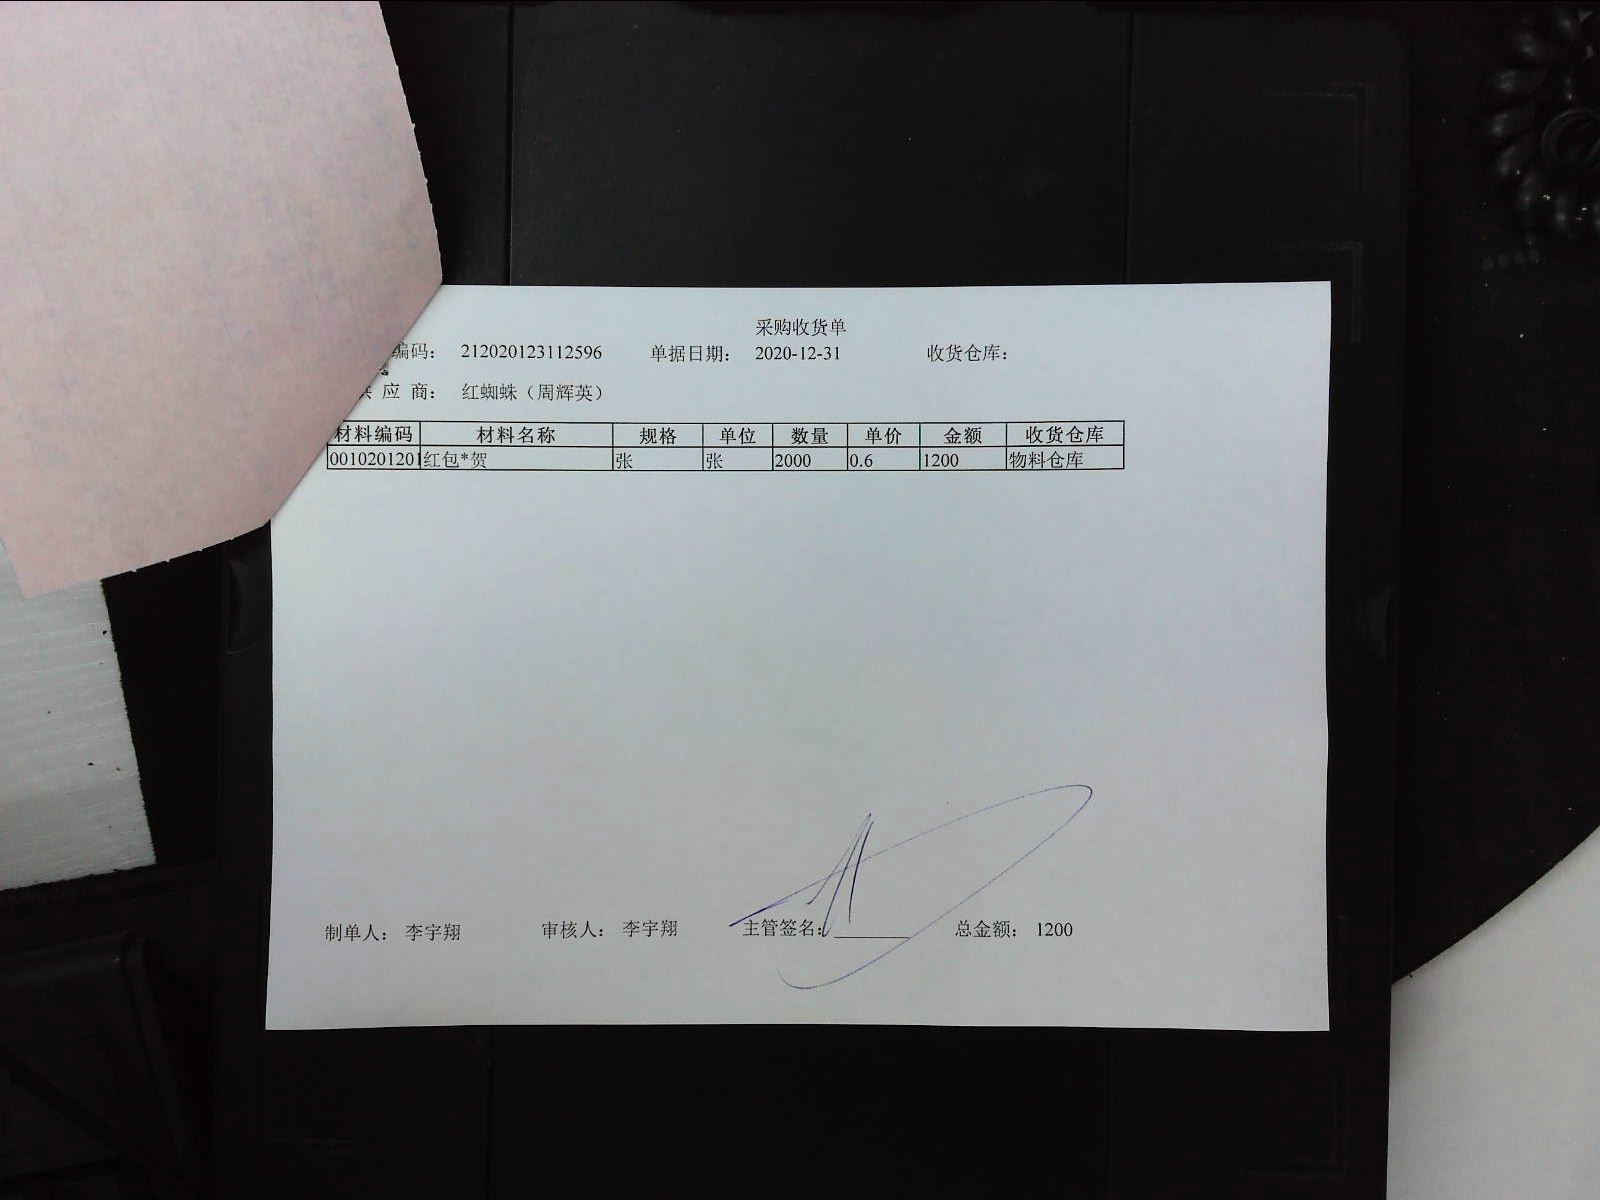 采购收货单
编码： 212020123112596 单据日期： 2020-12-31 收货仓库：
应 商： 红蜘蛛（周辉英）
材料编码 材料名称 规格 单位 数量 单价 金额 收货仓库
0010201201 红包*贺 张 张 2000 0.6 1200 物料仓库
制单人： 李宇翔 审核人： 李宇翔 主管签名： 总金额： 1200